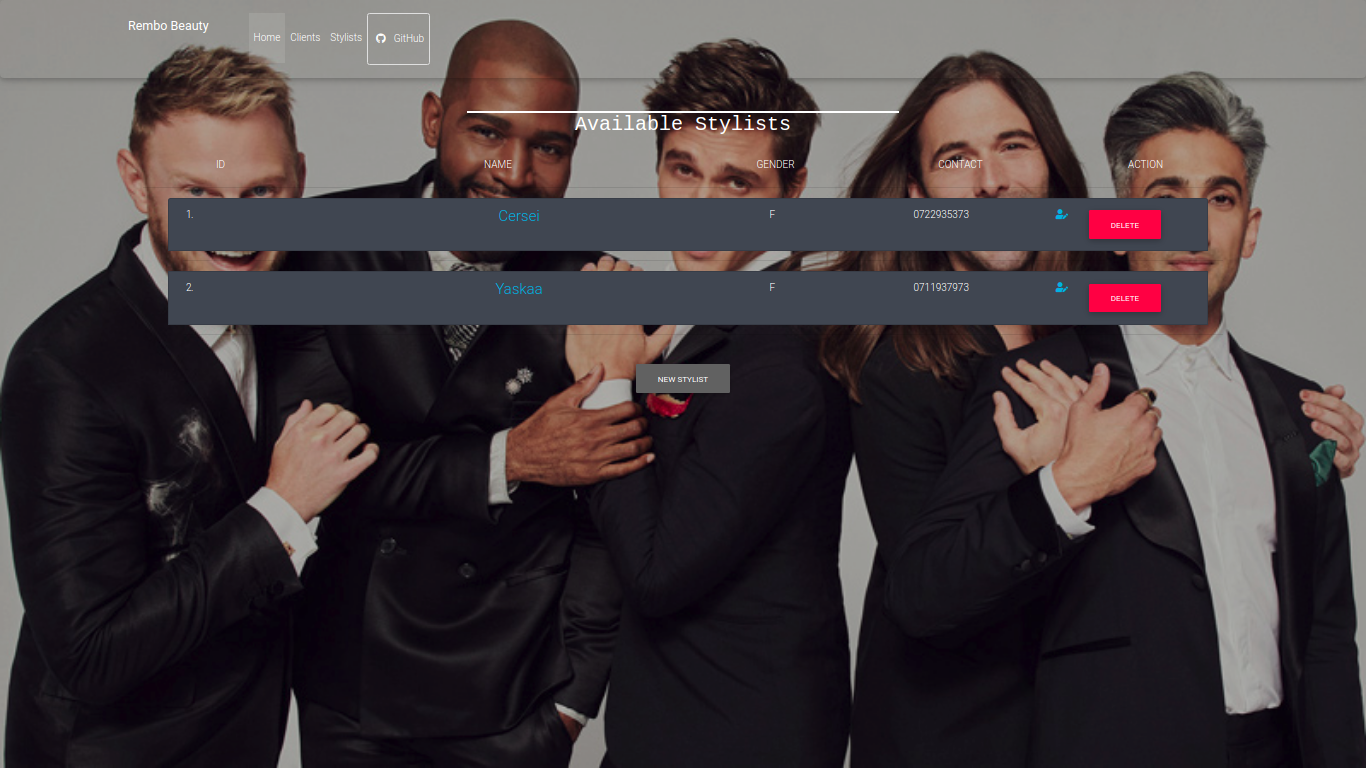 Rembo Beauty
Home Clients Stylists GitHub
Available Stylists
ID NAME GENDER CONTACT ACTION
1. Cersei F 0722935373 DELETE
2. Yaskaa F 0711937973 DELETE
NEW STYLIST